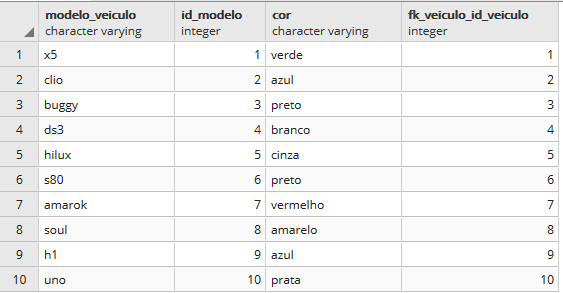 modelo_veiculo id_modelo cor fk_veiculo_id_veiculo
character varying integer character varying integer
1 x5 1 verde 1
2 clio 2 azul 2
3 buggy 3 preto 3
4 ds3 4 branco 4
5 hilux 5 cinza 5
6 s80 6 preto 6
7 amarok 7 vermelho 7
8 soul 8 amarelo 8
9 h1 9 azul 9
10 uno 10 prata 10